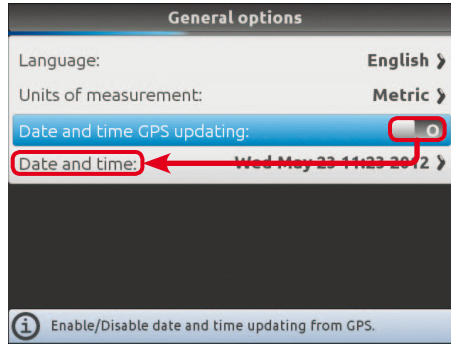 General options
Language: English
Units of measurement: Metric
Date and time GPS updating: O
Date and time: Wed May 23 11:23 2012
Enable/Disable date and time updating from GPS.